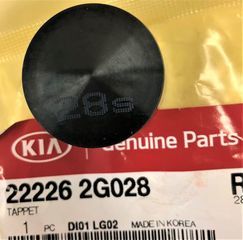 28s
KIA Genuine Parts
22226 2G028
TAPPET
1 PC DI01 LG02 MADE IN KOREA